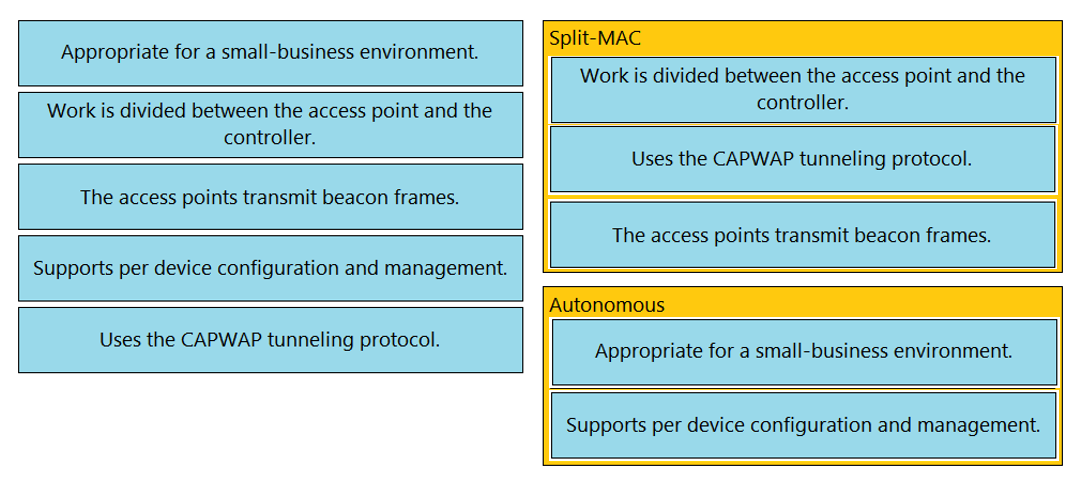 Appropriate for a small-business environment.
Work is divided between the access point and the
controller.
The access points transmit beacon frames.
Supports per device configuration and management.
Uses the CAPWAP tunneling protocol.
Split-MAC
Work is divided between the access point and the
controller.
Uses the CAPWAP tunneling protocol.
The access points transmit beacon frames.
Autonomous
Appropriate for a small-business environment.
Supports per device configuration and management.